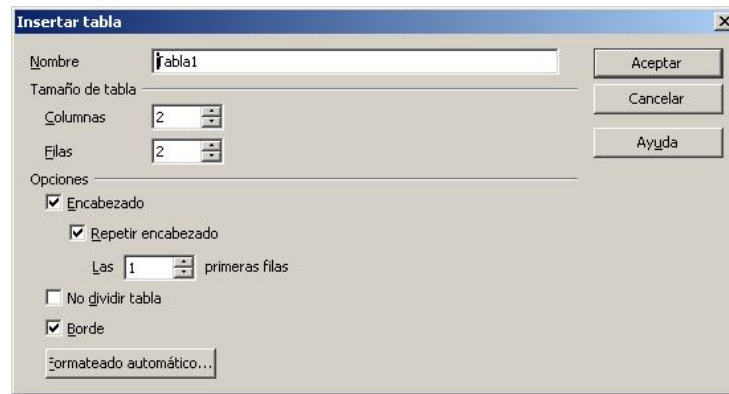 Insertar tabla
Nombre Tabla1 Aceptar
Tamaño de tabla Cancelar
Columnas 2
Filas 2 Ayuda
Opciones
Encabezado
Repetir encabezado
Las 1 primeras filas
No dividir tabla
Borde
Formateado automático...